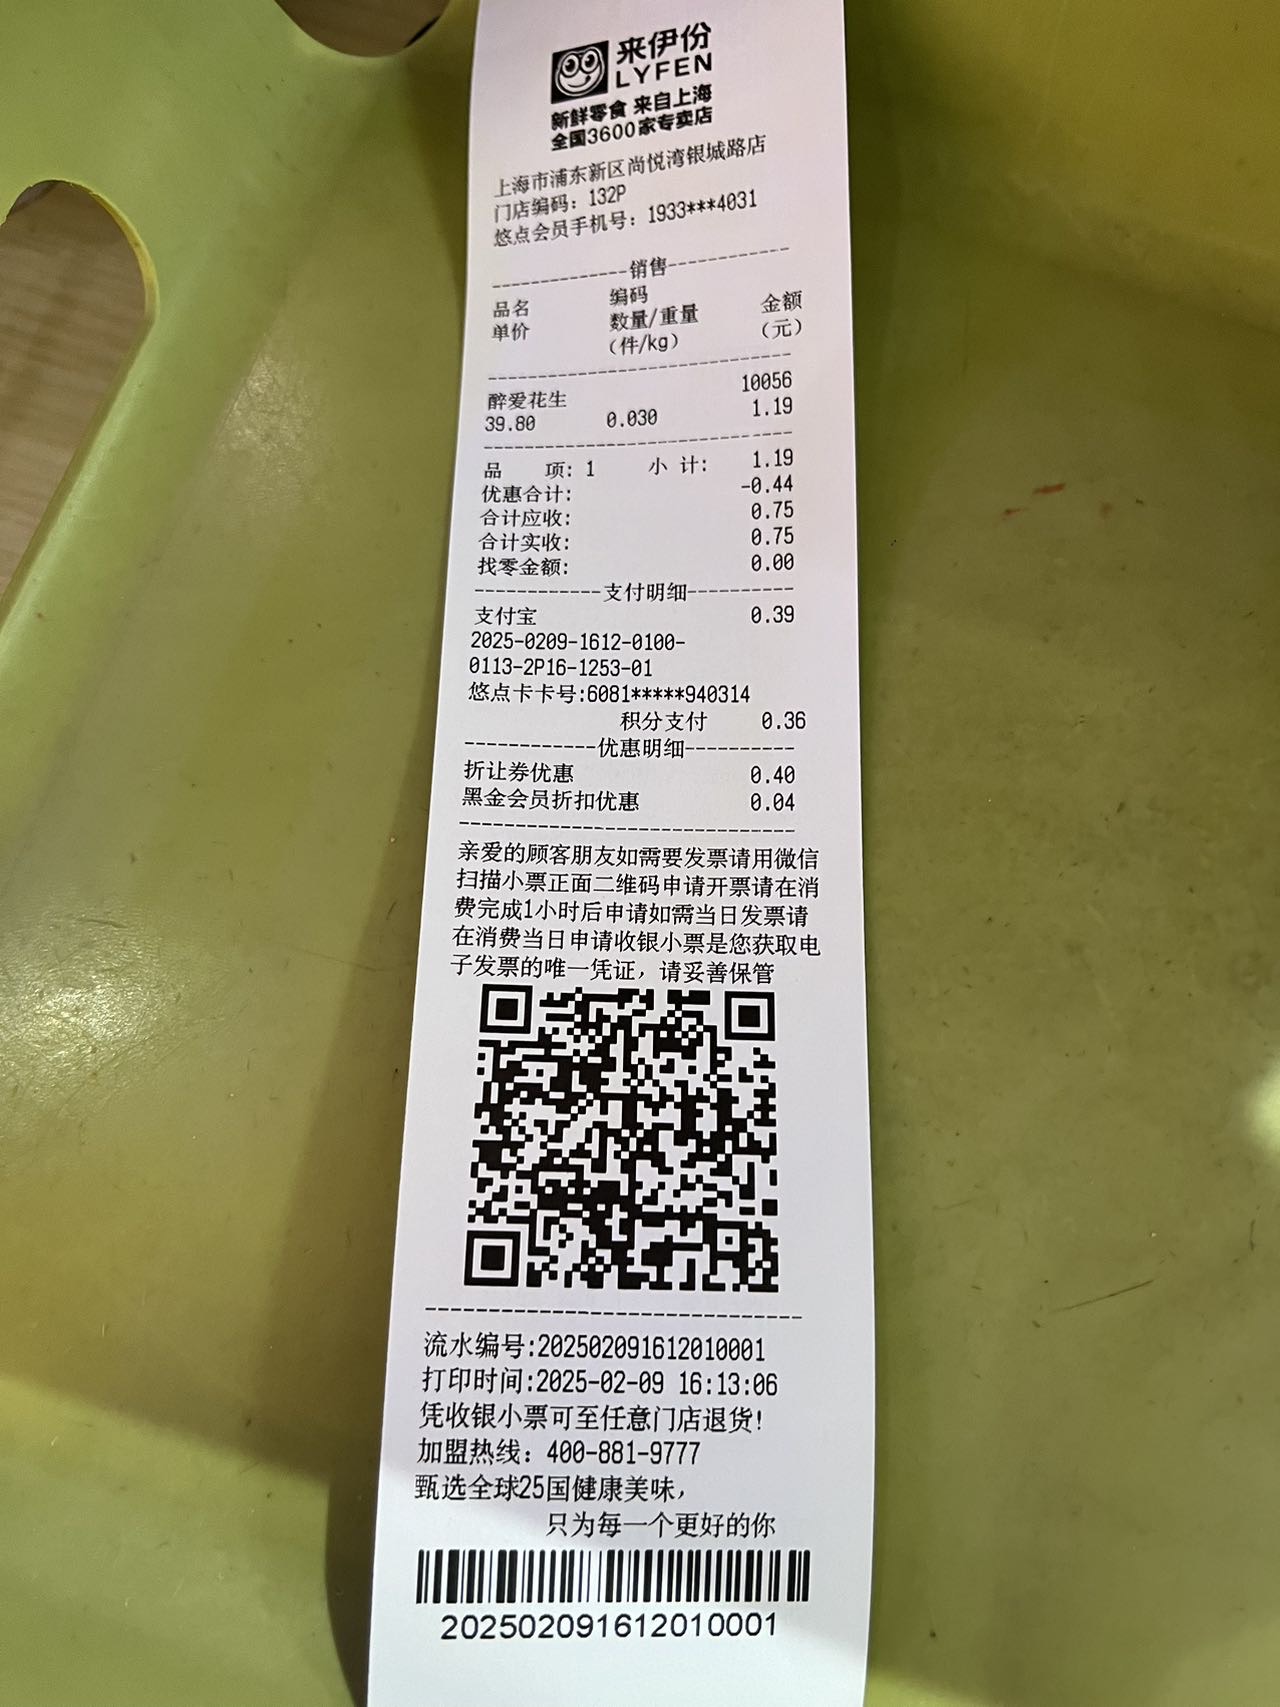 来伊份
LYFEN
新鲜零食 来自上海
全国3600家专卖店
上海市浦东新区尚悦湾银城路店
门店编码：132P
悠点会员手机号：1933***4031
------------销售------------
品名 编码 金额
单价 数量/重量 （元）
（件/kg）
醉爱花生 10056
39.80 0.030 1.19
品 项: 1 小 计: 1.19
优惠合计: -0.44
合计应收: 0.75
合计实收: 0.75
找零金额: 0.00
------------支付明细----------
支付宝 0.39
2025-0209-1612-0100-
0113-2P16-1253-01
悠点卡卡号:6081*****940314
积分支付 0.36
------------优惠明细----------
折让券优惠 0.40
黑金会员折扣优惠 0.04
亲爱的顾客朋友如需要发票请用微信
扫描小票正面二维码申请开票请在消
费完成1小时后申请如需当日发票请
在消费当日申请收银小票是您获取电
子发票的唯一凭证，请妥善保管
流水编号:202502091612010001
打印时间:2025-02-09 16:13:06
凭收银小票可至任意门店退货!
加盟热线：400-881-9777
甄选全球25国健康美味，
只为每一个更好的你
202502091612010001